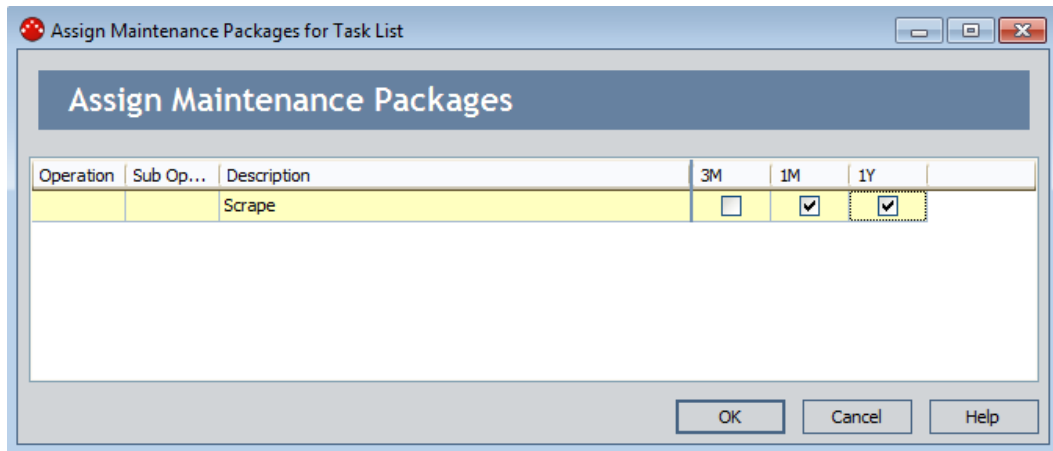 Assign Maintenance Packages for Task List
Assign Maintenance Packages
Operation Sub Op... Description 3M 1M 1Y
Scrape
OK Cancel Help